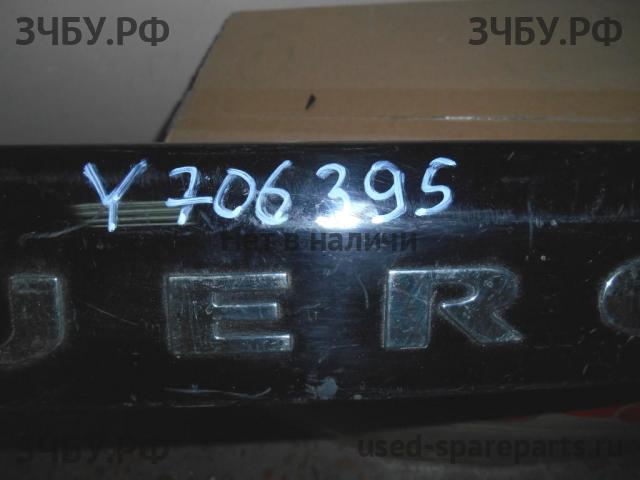 ЗЧБУ.РФ ЗЧБУ.РФ
Y 706395
Нет в наличи
UERO
ЗЧБУ.РФ used-spareparts.ru